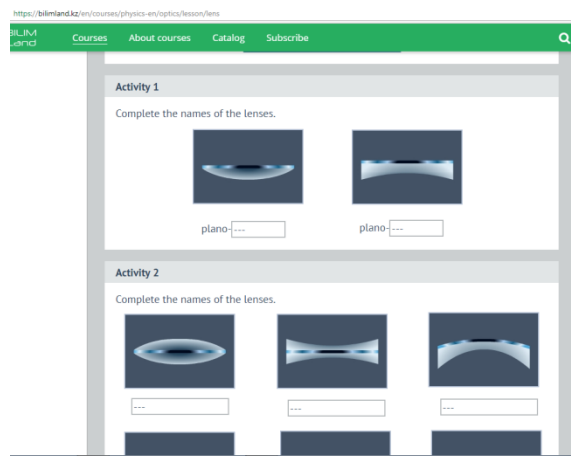 https://bilimland.kz/en/courses/physics-en/optics/lesson/lens
BILIM
Land
Courses About courses Catalog Subscribe
Activity 1
Complete the names of the lenses.
plano- ---
plano- ---
Activity 2
Complete the names of the lenses.
--- --- ---